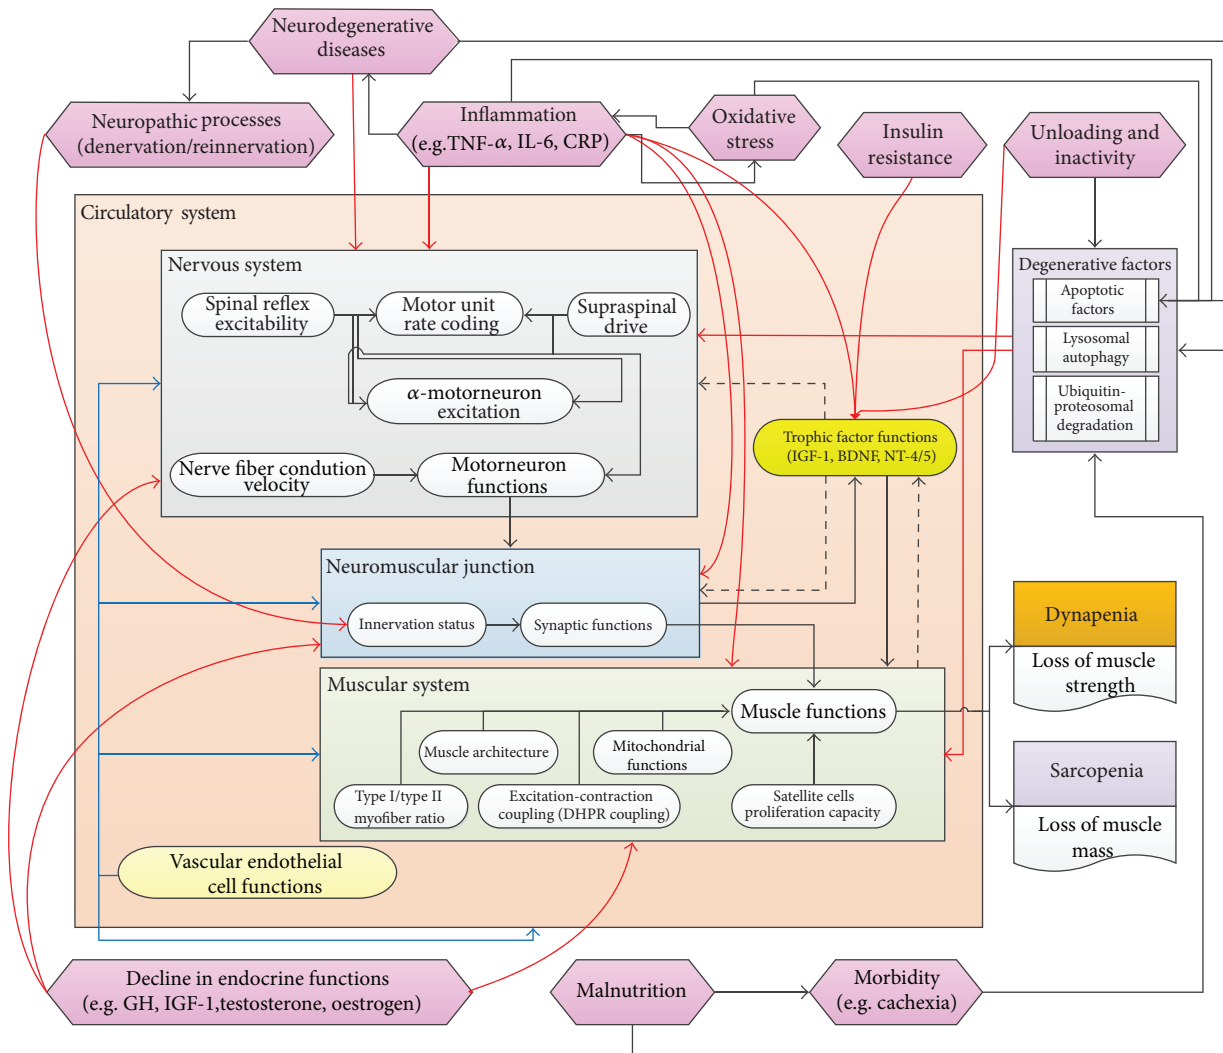 Neurodegenerative
diseases
Neuropathic processes
(denervation/reinnervation)
Inflammation
(e.g.TNF-α, IL-6, CRP)
Oxidative
stress
Insulin
resistance
Unloading and
inactivity
Circulatory system
Nervous system
Spinal reflex
excitability
Motor unit
rate coding
Supraspinal
drive
α-motorneuron
excitation
Nerve fiber condution
velocity
Motorneuron
functions
Degenerative factors
Apoptotic
factors
Lysosomal
autophagy
Ubiquitin-
proteosomal
degradation
Trophic factor functions
(IGF-1, BDNF, NT-4/5)
Neuromuscular junction
Innervation status
Synaptic functions
Muscular system
Muscle functions
Muscle architecture
Mitochondrial
functions
Type I/type II
myofiber ratio
Excitation-contraction
coupling (DHPR coupling)
Satellite cells
proliferation capacity
Dynapenia
Loss of muscle
strength
Sarcopenia
Loss of muscle
mass
Vascular endothelial
cell functions
Decline in endocrine functions
(e.g. GH, IGF-1,testosterone, oestrogen)
Malnutrition
Morbidity
(e.g. cachexia)